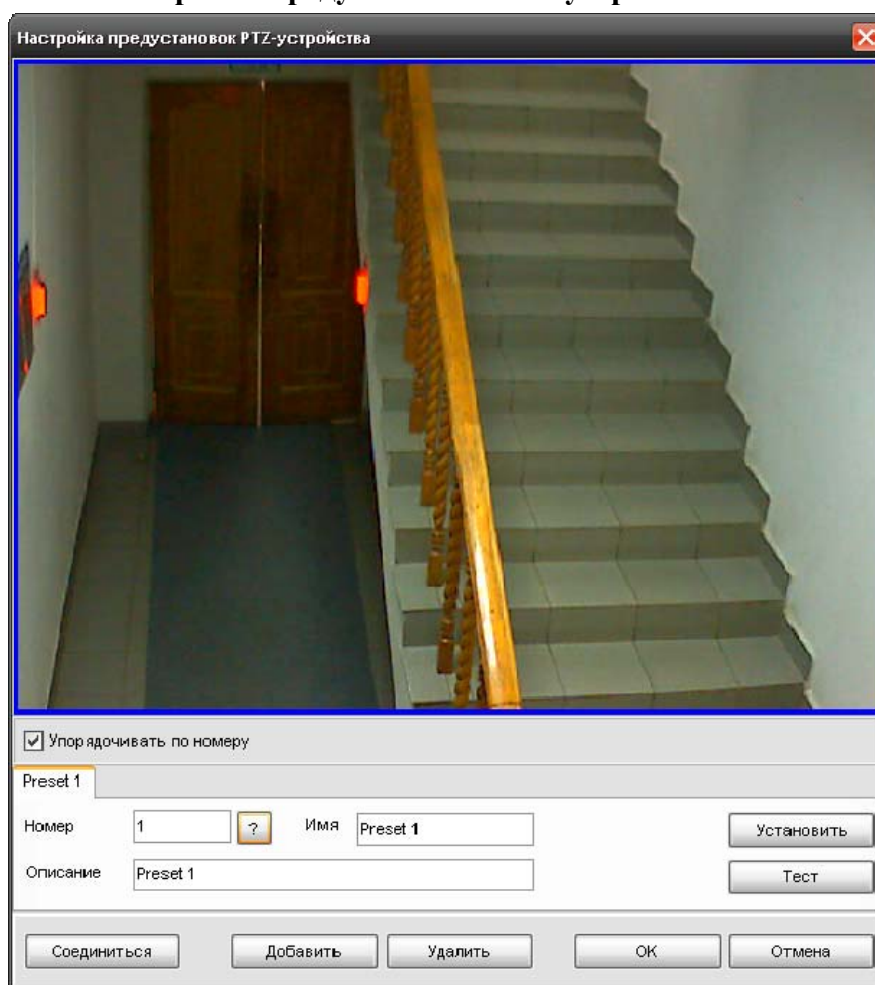 Настройка предустановок PTZ-устройства
Упорядочивать по номеру
Preset 1
Номер 1 ? Имя Preset 1 Установить
Описание Preset 1 Тест
Соединиться Добавить Удалить OK Отмена